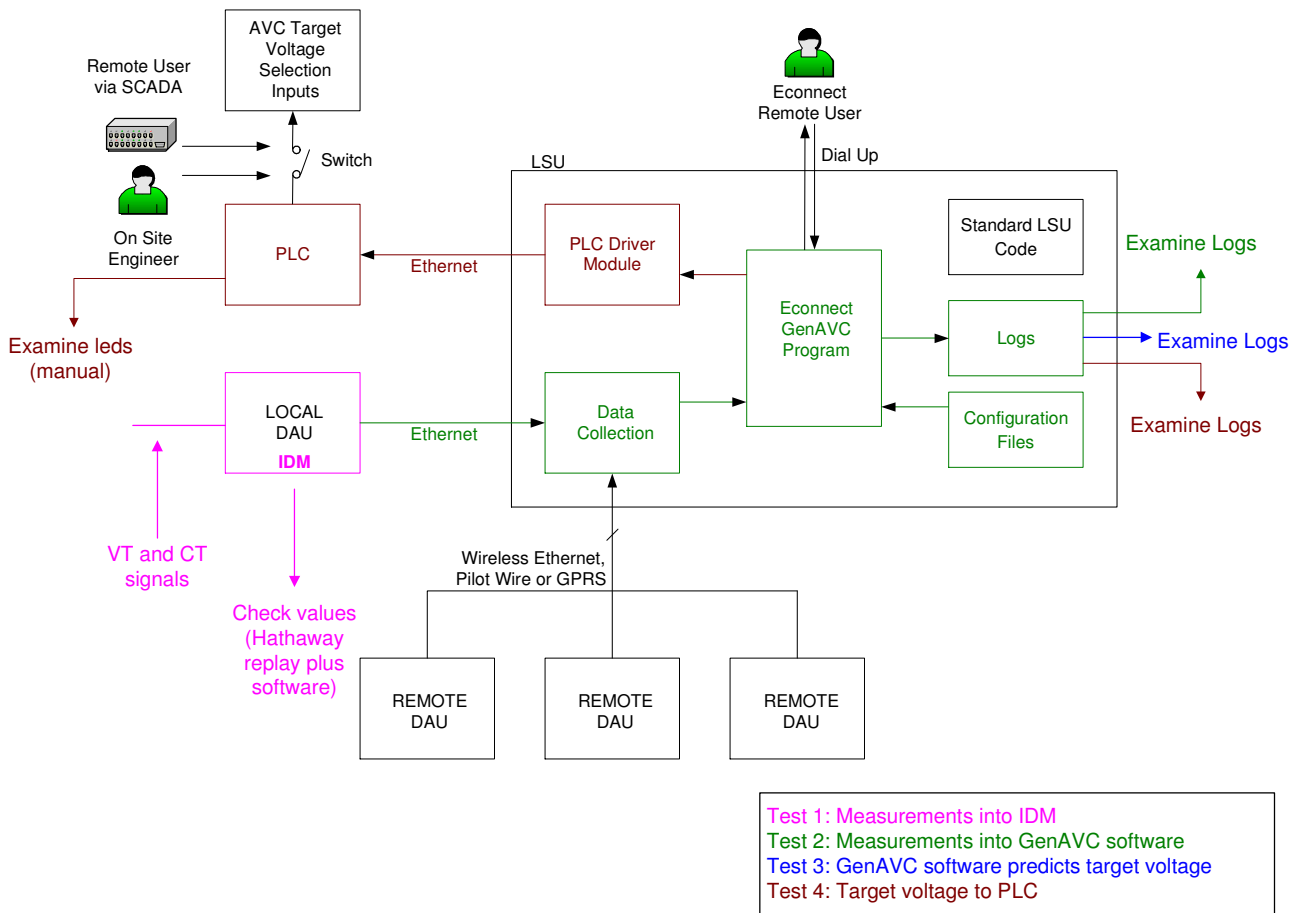 AVC Target
Voltage
Selection
Inputs
Remote User
via SCADA
Switch
On Site
Engineer
PLC
Ethernet
Examine leds
(manual)
Econnect
Remote User
Dial Up
LSU
PLC Driver
Module
Econnect
GenAVC
Program
Standard LSU
Code
Logs
Configuration
Files
Examine Logs
Examine Logs
Examine Logs
LOCAL
DAU
IDM
Ethernet
Data
Collection
VT and CT
signals
Check values
(Hathaway
replay plus
software)
Wireless Ethernet,
Pilot Wire or GPRS
REMOTE
DAU
REMOTE
DAU
REMOTE
DAU
Test 1: Measurements into IDM
Test 2: Measurements into GenAVC software
Test 3: GenAVC software predicts target voltage
Test 4: Target voltage to PLC